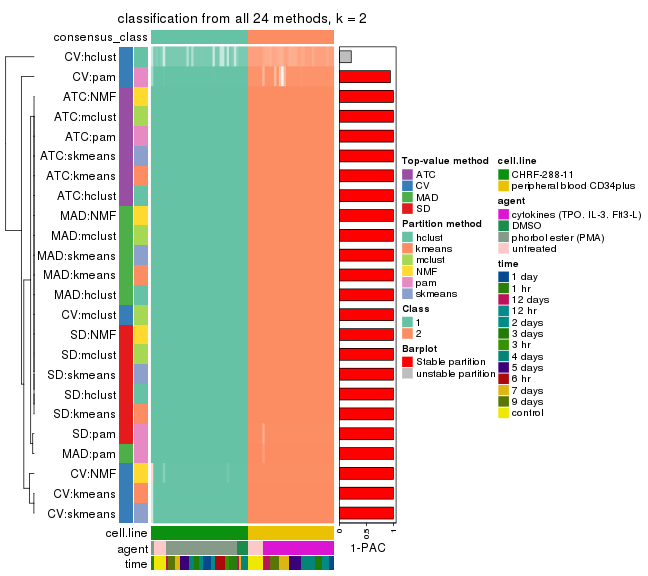 classification from all 24 methods, k = 2
consensus_class
CV:hclust
CV:pam
ATC:NMF
ATC:mclust
ATC:pam
ATC:skmeans
ATC:kmeans
ATC:hclust
MAD:NMF
MAD:mclust
MAD:skmeans
MAD:kmeans
MAD:hclust
CV:mclust
SD:NMF
SD:mclust
SD:skmeans
SD:hclust
SD:kmeans
SD:pam
MAD:pam
CV:NMF
CV:kmeans
CV:skmeans
cell.line
agent
time
0
0.5
1
1-PAC
Top-value method
ATC
CV
MAD
SD
Partition method
hclust
kmeans
mclust
NMF
pam
skmeans
Class
1
2
Barplot
Stable partition
unstable partition
cell.line
CHRF-288-11
peripheral blood CD34plus
agent
cytokines (TPO, IL-3, Flt3-L)
DMSO
phorbol ester (PMA)
untreated
time
1 day
1 hr
12 days
12 hr
2 days
3 days
3 hr
4 days
5 days
6 hr
7 days
9 days
control